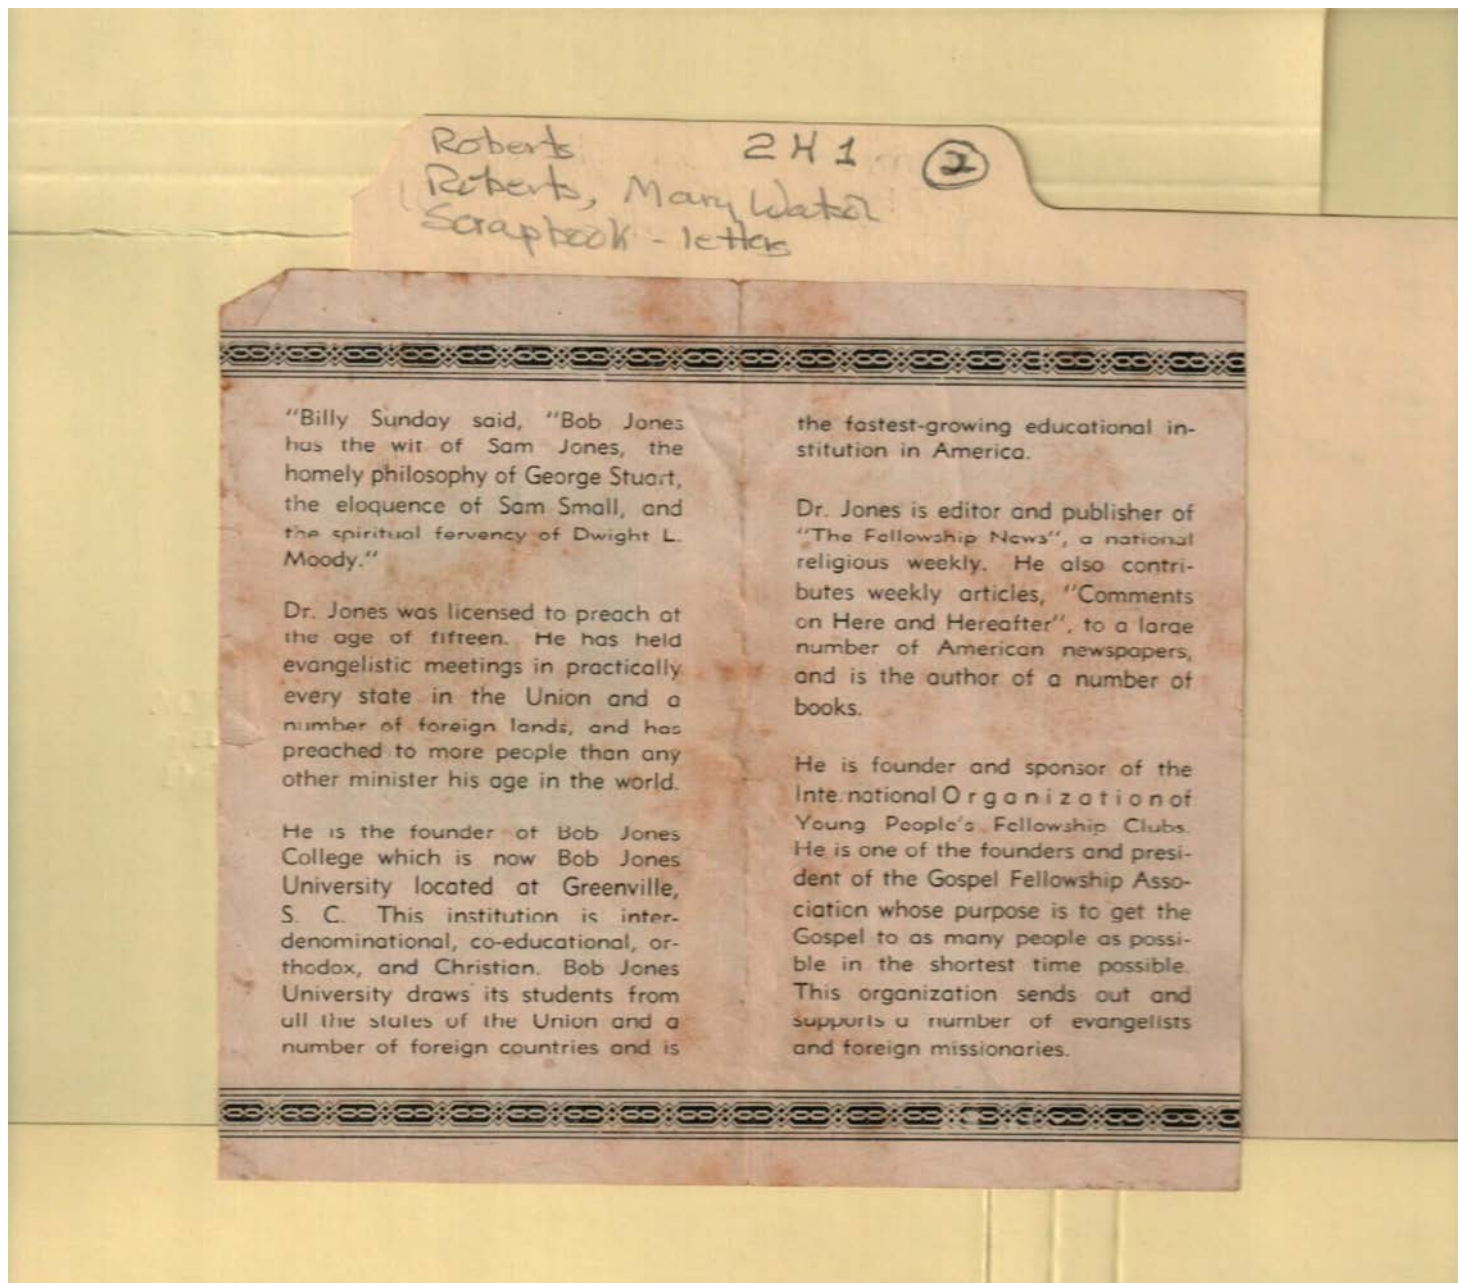 Roberts 2H1 2
Roberts, Mary Watson
Scrapbook - letters
"Billy Sunday said, "Bob Jones
has the wit of Sam Jones, the
homely philosophy of George Stuart,
the eloquence of Sam Small, and
the spiritual fervency of Dwight L.
Moody."
Dr. Jones was licensed to preach at
the age of fifteen. He has held
evangelistic meetings in practically
every state in the Union and a
number of foreign lands, and has
preached to more people than any
other minister his age in the world.
He is the founder of Bob Jones
College which is now Bob Jones
University located at Greenville,
S. C. This institution is inter-
denominational, co-educational, or-
thodox, and Christian. Bob Jones
University draws its students from
all the states of the Union and a
number of foreign countries and is
the fastest-growing educational in-
stitution in America.
Dr. Jones is editor and publisher of
"The Fellowship News", a national
religious weekly. He also contri-
butes weekly articles, "Comments
on Here and Hereafter", to a large
number of American newspapers,
and is the author of a number of
books.
He is founder and sponsor of the
International Organization of
Young People's Fellowship Clubs.
He is one of the founders and presi-
dent of the Gospel Fellowship Asso-
ciation whose purpose is to get the
Gospel to as many people as possi-
ble in the shortest time possible.
This organization sends out and
supports a number of evangelists
and foreign missionaries.